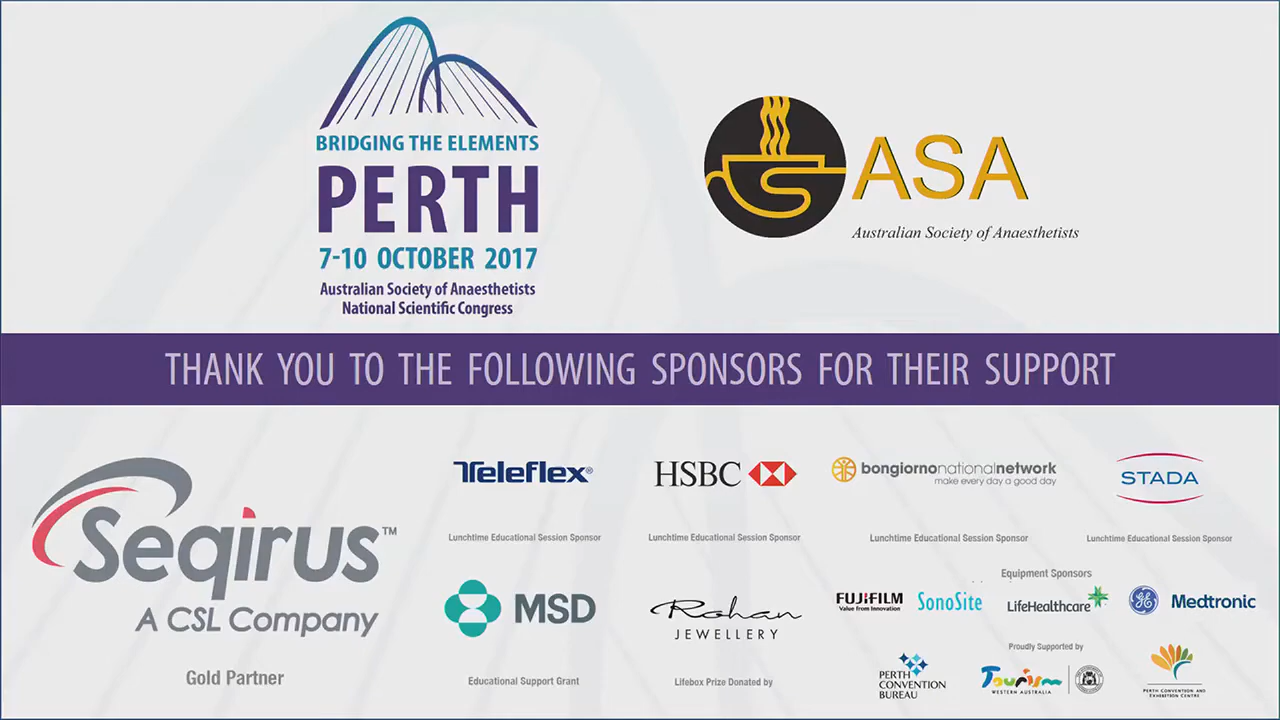 BRIDGING THE ELEMENTS
PERTH
7-10 OCTOBER 2017
Australian Society of Anaesthetists
National Scientific Congress
ASA
Australian Society of Anaesthetists
THANK YOU TO THE FOLLOWING SPONSORS FOR THEIR SUPPORT
Seqirus™
A CSL Company
Gold Partner
Teleflex®
Lunchtime Educational Session Sponsor
HSBC
Lunchtime Educational Session Sponsor
bongiornonationalnetwork
make every day a good day
Lunchtime Educational Session Sponsor
STADA
Lunchtime Educational Session Sponsor
MSD
Educational Support Grant
Rohan
JEWELLERY
Lifebox Prize Donated by
Equipment Sponsors
FUJIFILM
Value from Innovation
SonoSite
LifeHealthcare
GE
Medtronic
Proudly Supported by
PERTH
CONVENTION
BUREAU
Tourism
WESTERN AUSTRALIA
PERTH CONVENTION AND
EXHIBITION CENTRE